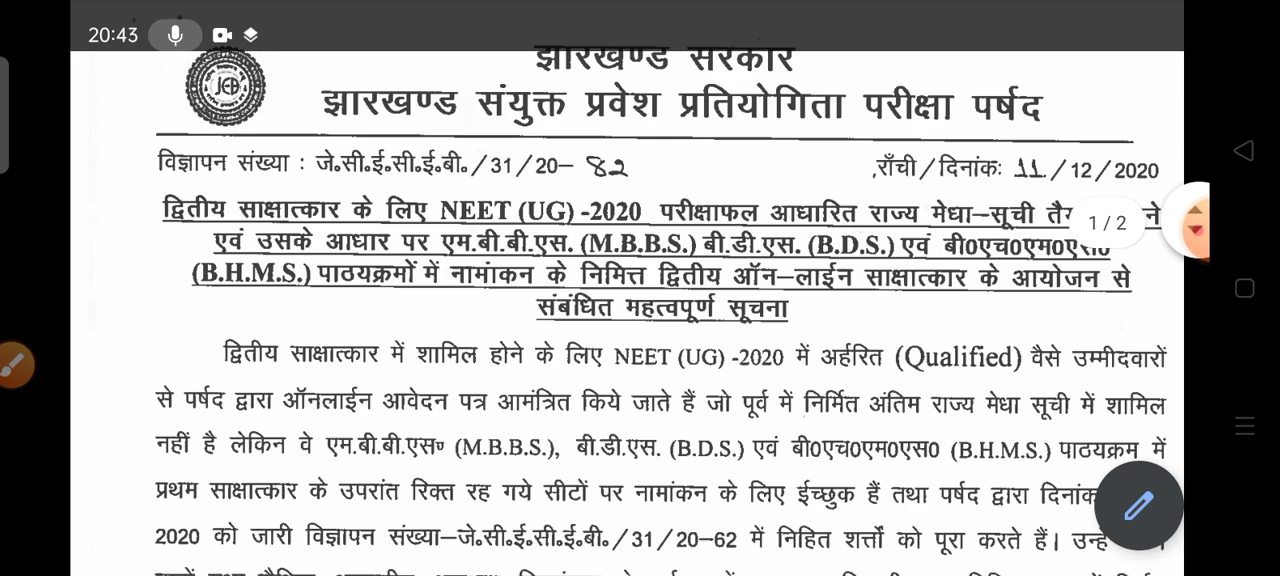 20:43
झारखण्ड सरकार
JCB
झारखण्ड संयुक्त प्रवेश प्रतियोगिता परीक्षा पर्षद
विज्ञापन संख्या : जे.सी.ई.सी.ई.बी. /31/20- 82 राँची / दिनांकः 11/12/2020
द्वितीय साक्षात्कार के लिए NEET (UG) -2020 परीक्षाफल आधारित राज्य मेधा-सूची ने
1/2
एवं उसके आधार पर एम.बी.बी.एस. (M.B.B.S.) बी.डी.एस. (B.D.S.) एवं बी0एच0एम0एस0
(B.H.M.S.) पाठयक्रमों में नामांकन के निमित्त द्वितीय ऑन-लाईन साक्षात्कार के आयोजन से
संबंधित महत्वपूर्ण सूचना
द्वितीय साक्षात्कार में शामिल होने के लिए NEET (UG) -2020 में अर्हरित (Qualified) वैसे उम्मीदवारों
से पर्षद द्वारा ऑनलाईन आवेदन पत्र आमंत्रित किये जाते हैं जो पूर्व में निर्मित अंतिम राज्य मेधा सूची में शामिल
नहीं है लेकिन वे एम.बी.बी.एस॰ (M.B.B.S.), बी.डी.एस. (B.D.S.) एवं बी0एच0एम0एस0 (B.H.M.S.) पाठयक्रम में
प्रथम साक्षात्कार के उपरांत रिक्त रह गये सीटों पर नामांकन के लिए ईच्छुक हैं तथा पर्षद द्वारा
2020 को जारी विज्ञापन संख्या-जे.सी.ई.सी.ई.बी. /31/20-62 में निहित शर्त्तों को पूरा करते हैं।